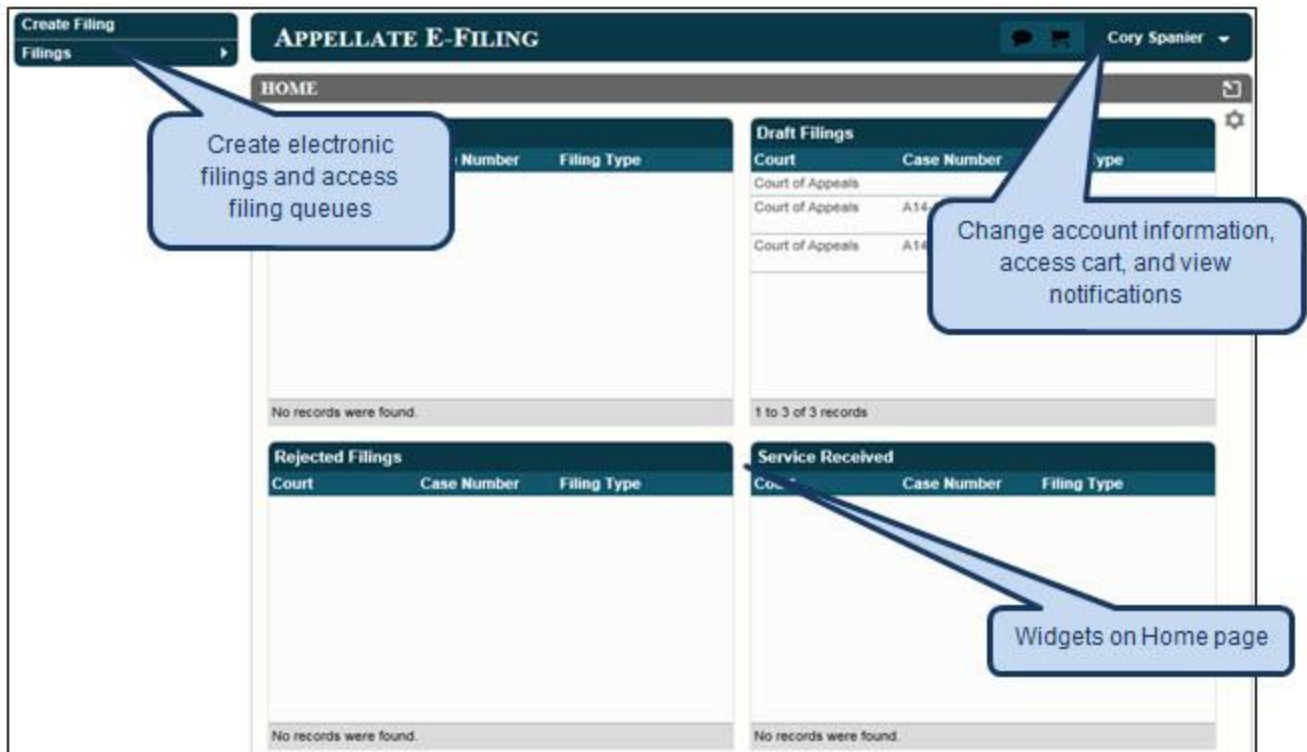 Create Filing
Filings
APPELLATE E-FILING
Cory Spanier
HOME
Create electronic
filings and access
filing queues
Number Filing Type
No records were found.
Draft Filings
Court Case Number
Court of Appeals
Court of Appeals A14-
Court of Appeals A14
1 to 3 of 3 records
Change account information,
access cart, and view
notifications
Rejected Filings
Court Case Number Filing Type
No records were found.
Service Received
Case Number Filing Type
No records were found.
Widgets on Home page